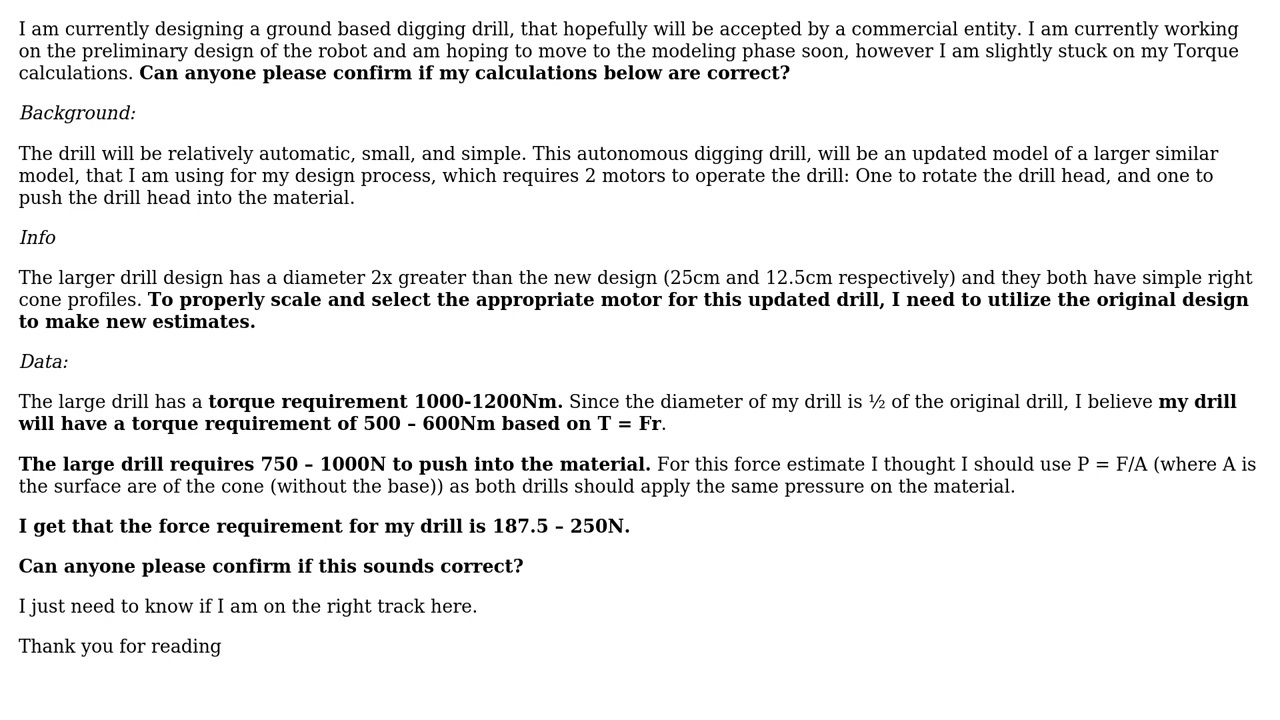 I am currently designing a ground based digging drill, that hopefully will be accepted by a commercial entity. I am currently working
on the preliminary design of the robot and am hoping to move to the modeling phase soon, however I am slightly stuck on my Torque
calculations. Can anyone please confirm if my calculations below are correct?
Background:
The drill will be relatively automatic, small, and simple. This autonomous digging drill, will be an updated model of a larger similar
model, that I am using for my design process, which requires 2 motors to operate the drill: One to rotate the drill head, and one to
push the drill head into the material.
Info
The larger drill design has a diameter 2x greater than the new design (25cm and 12.5cm respectively) and they both have simple right
cone profiles. To properly scale and select the appropriate motor for this updated drill, I need to utilize the original design
to make new estimates.
Data:
The large drill has a torque requirement 1000-1200Nm. Since the diameter of my drill is ½ of the original drill, I believe my drill
will have a torque requirement of 500 – 600Nm based on T = Fr.
The large drill requires 750 – 1000N to push into the material. For this force estimate I thought I should use P = F/A (where A is
the surface are of the cone (without the base)) as both drills should apply the same pressure on the material.
I get that the force requirement for my drill is 187.5 – 250N.
Can anyone please confirm if this sounds correct?
I just need to know if I am on the right track here.
Thank you for reading